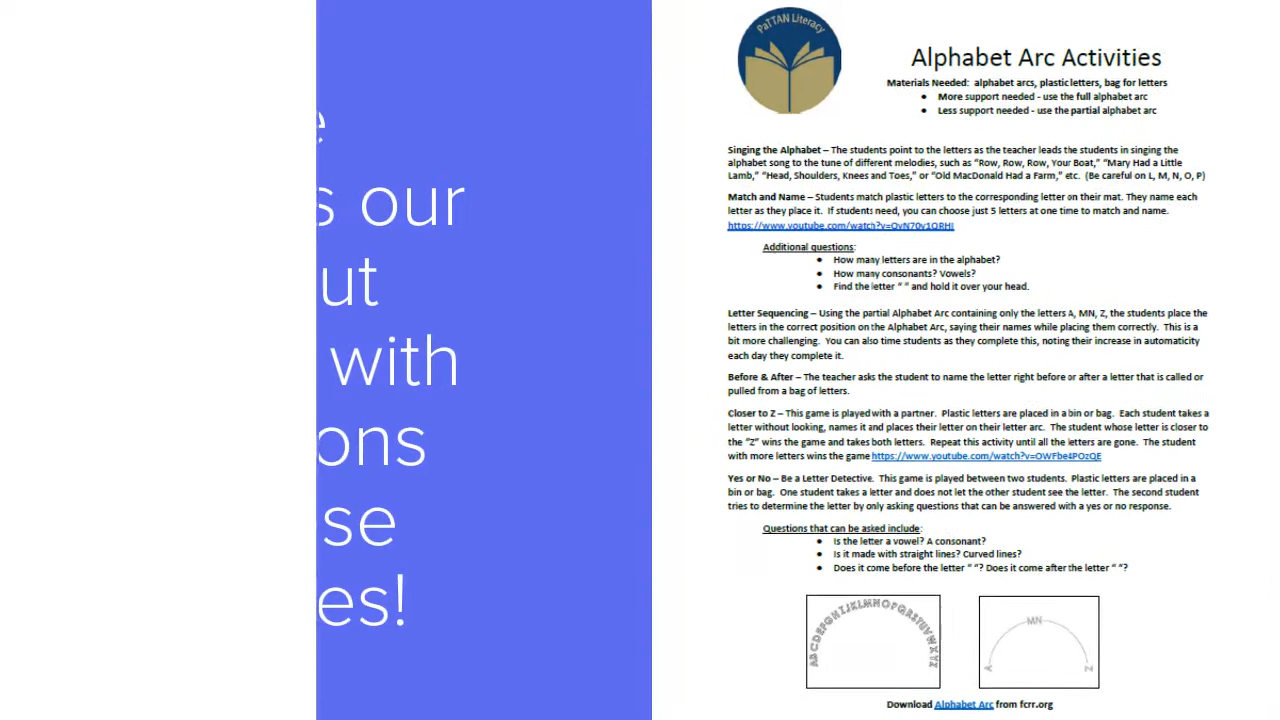 our
with
PaTTAN Literacy
Alphabet Arc Activities
Materials Needed: alphabet arcs, plastic letters, bag for letters
● More support needed - use the full alphabet arc
● Less support needed - use the partial alphabet arc
Singing the Alphabet – The students point to the letters as the teacher leads the students in singing the
alphabet song to the tune of different melodies, such as “Row, Row, Row, Your Boat,” “Mary Had a Little
Lamb,” “Head, Shoulders, Knees and Toes,” or “Old MacDonald Had a Farm,” etc. (Be careful on L, M, N, O, P)
Match and Name – Students match plastic letters to the corresponding letter on their mat. They name each
letter as they place it. If students need, you can choose just 5 letters at one time to match and name.
Additional questions:
● How many letters are in the alphabet?
● How many consonants? Vowels?
● Find the letter “ ” and hold it over your head.
Letter Sequencing – Using the partial Alphabet Arc containing only the letters A, MN, Z, the students place the
letters in the correct position on the Alphabet Arc, saying their names while placing them correctly. This is a
bit more challenging. You can also time students as they complete this, noting their increase in automaticity
each day they complete it.
Before & After – The teacher asks the student to name the letter right before or after a letter that is called or
pulled from a bag of letters.
Closer to Z – This game is played with a partner. Plastic letters are placed in a bin or bag. Each student takes a
letter without looking, names it and places their letter on their letter arc. The student whose letter is closer to
the “Z” wins the game and takes both letters. Repeat this activity until all the letters are gone. The student
with more letters wins the game https://www.youtube.com/watch?v=OWFbe4POzQE
Yes or No – Be a Letter Detective. This game is played between two students. Plastic letters are placed in a
bin or bag. One student takes a letter and does not let the other student see the letter. The second student
tries to determine the letter by only asking questions that can be answered with a yes or no response.
Questions that can be asked include:
● Is the letter a vowel? A consonant?
● Is it made with straight lines? Curved lines?
● Does it come before the letter “ “? Does it come after the letter “ “?
ABCDEFGHIJKLMNOPQRSTUVWXYZ
A MN Z
Download Alphabet Arc from fcrr.org